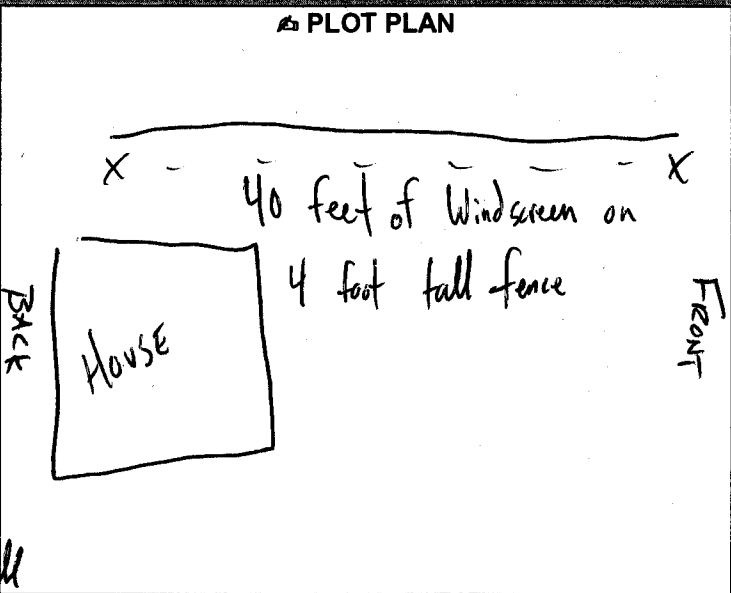 PLOT PLAN
X - - - - - - X
40 feet of Windscreen on
4 foot tall fence
BACK
HOUSE
FRONT